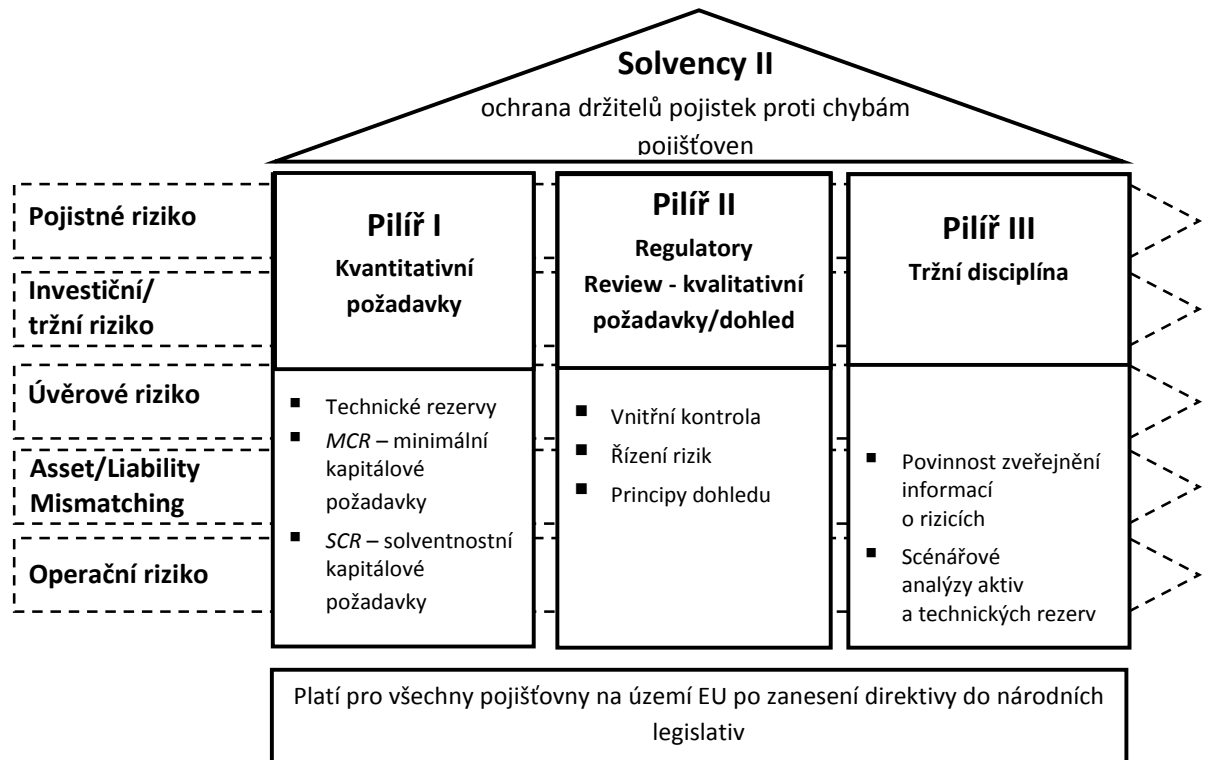 Solvency II
ochrana držitelů pojistek proti chybám
pojišťoven
Pojistné riziko
Investiční/
tržní riziko
Úvěrové riziko
Asset/Liability
Mismatching
Operační riziko
Pilíř I
Kvantitativní
požadavky
▪ Technické rezervy
▪ MCR – minimální
kapitálové
požadavky
▪ SCR – solventnostní
kapitálové
požadavky
Pilíř II
Regulatory
Review - kvalitativní
požadavky/dohled
▪ Vnitřní kontrola
▪ Řízení rizik
▪ Principy dohledu
Pilíř III
Tržní disciplína
▪ Povinnost zveřejnění
informací
o rizicích
▪ Scénářové
analýzy aktiv
a technických rezerv
Platí pro všechny pojišťovny na území EU po zanesení direktivy do národních
legislativ